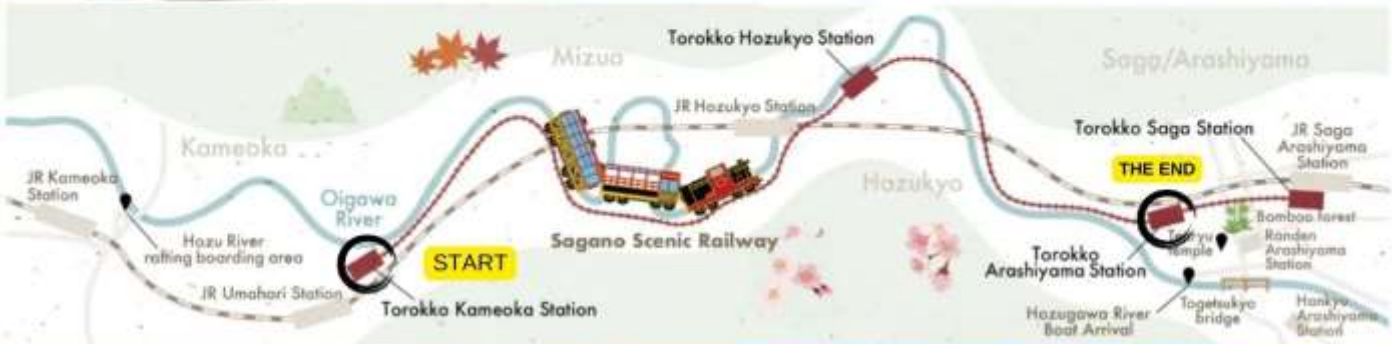 Torokko Hozukyo Station
Mizuo
Saga/Arashiyama
JR Hozukyo Station
Torokko Saga Station
JR Saga
Arashiyama
Station
Kameoka
THE END
JR Kameoka
Station
Oigawa
River
Hozukyo
Bamboo forest
Hozu River
rafting boarding area
START
Sagano Scenic Railway
Temple
Randen
Arashiyama
Station
Torokko
Arashiyama Station
JR Umahori Station
Torokko Kameoka Station
Hozugawa River
Boat Arrival
Togetsukyo
bridge
Hankyu
Arashiyama
Station